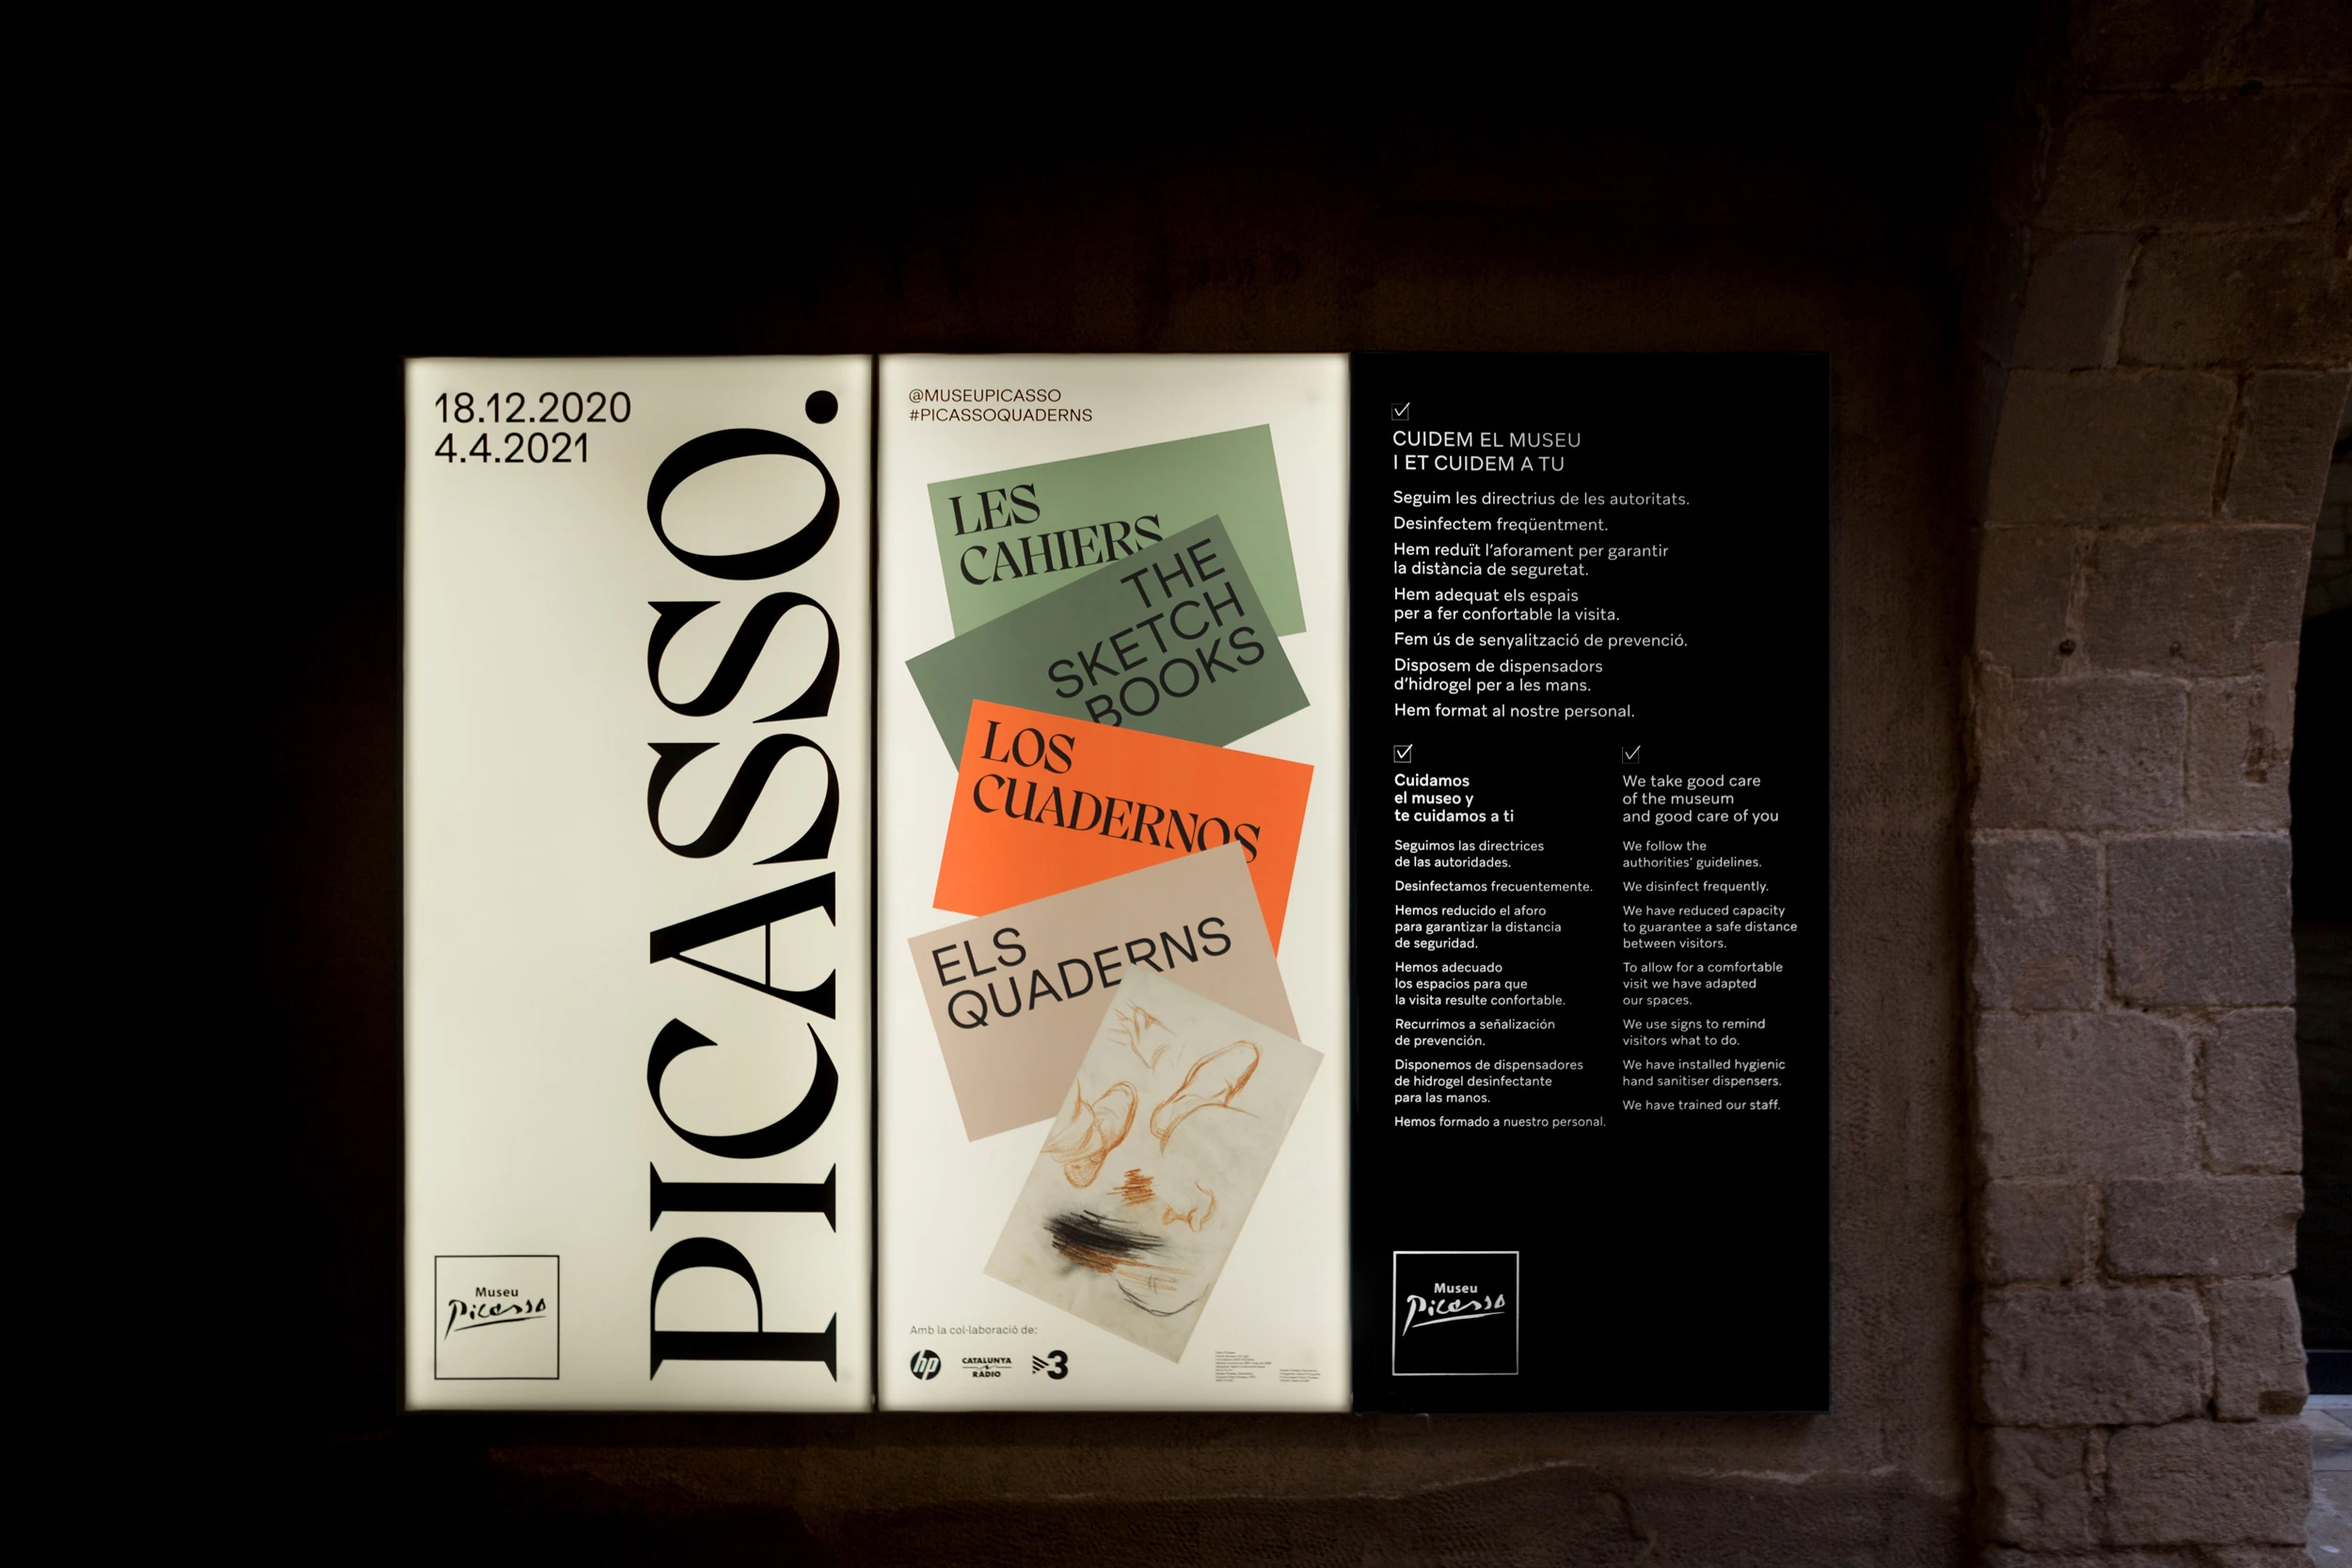 18.12.2020
4.4.2021
PICASSO.
Museu
Picasso
@MUSEUPICASSO
#PICASSOQUADERNS
LES
CAHIERS
THE
SKETCH
BOOKS
LOS
CUADERNOS
ELS
QUADERNS
Amb la col·laboració de:
hp
CATALUNYA
RÀDIO
3
CUIDEM EL MUSEU
I ET CUIDEM A TU
Seguim les directrius de les autoritats.
Desinfectem freqüentment.
Hem reduït l'aforament per garantir
la distància de seguretat.
Hem adequat els espais
per a fer confortable la visita.
Fem ús de senyalització de prevenció.
Disposem de dispensadors
d'hidrogel per a les mans.
Hem format al nostre personal.
Cuidamos
el museo y
te cuidamos a ti
Seguimos las directrices
de las autoridades.
Desinfectamos frecuentemente.
Hemos reducido el aforo
para garantizar la distancia
de seguridad.
Hemos adecuado
los espacios para que
la visita resulte confortable.
Recurrimos a señalización
de prevención.
Disponemos de dispensadores
de hidrogel desinfectante
para las manos.
Hemos formado a nuestro personal.
We take good care
of the museum
and good care of you
We follow the
authorities' guidelines.
We disinfect frequently.
We have reduced capacity
to guarantee a safe distance
between visitors.
To allow for a comfortable
visit we have adapted
our spaces.
We use signs to remind
visitors what to do.
We have installed hygienic
hand sanitiser dispensers.
We have trained our staff.
Museu
Picasso